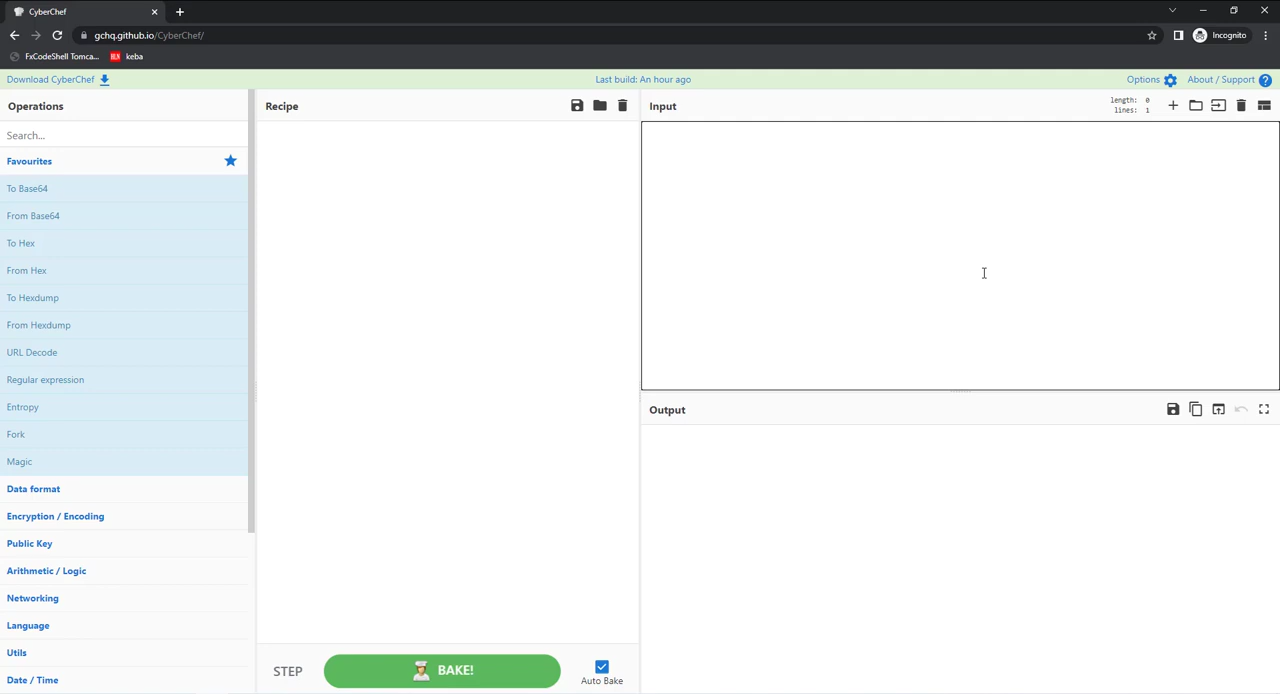 CyberChef
gchq.github.io/CyberChef/
Incognito
FxCodeShell Tomca...
keba
Download CyberChef
Last build: An hour ago
Options
About / Support
Operations
Recipe
Input
length: 0
lines: 1
Search...
Favourites
To Base64
From Base64
To Hex
From Hex
To Hexdump
From Hexdump
URL Decode
Regular expression
Entropy
Fork
Magic
Output
Data format
Encryption / Encoding
Public Key
Arithmetic / Logic
Networking
Language
Utils
Date / Time
STEP
BAKE!
Auto Bake